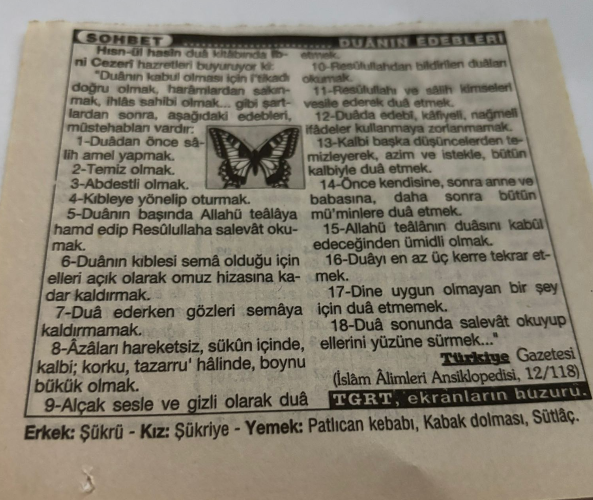 SOHBET
DUÂNIN EDEBLERİ
Hısn-ül hasîn duâ kitâbında İb-
ni Cezerî hazretleri buyuruyor ki:
"Duânın kabul olması için i'tikadı
doğru olmak, harâmlardan sakın-
mak, ihlâs sahibi olmak... gibi şart-
lardan sonra, aşağıdaki edebleri,
müstehabları vardır:
1-Duâdan önce sâ-
lih amel yapmak.
2-Temiz olmak.
3-Abdestli olmak.
4-Kıbleye yönelip oturmak.
5-Duânın başında Allahü teâlâya
hamd edip Resûlullaha salevât oku-
mak.
6-Duânın kıblesi semâ olduğu için
elleri açık olarak omuz hizasına ka-
dar kaldırmak.
7-Duâ ederken gözleri semâya
kaldırmamak.
8-Âzâları hareketsiz, sükûn içinde,
kalbi; korku, tazarru' hâlinde, boynu
bükük olmak.
9-Alçak sesle ve gizli olarak duâ
etmek.
10-Resûlullahdan bildirilen duâları
okumak.
11-Resûlullahı ve sâlih kimseleri
vesile ederek duâ etmek.
12-Duâda edebî, kâfiyeli, nağmeli
ifâdeler kullanmaya zorlanmamak.
13-Kalbi başka düşüncelerden te-
mizleyerek, azim ve istekle, bütün
kalbiyle duâ etmek.
14-Önce kendisine, sonra anne ve
babasına, daha sonra bütün
mü'minlere duâ etmek.
15-Allahü teâlânın duâsını kabûl
edeceğinden ümidli olmak.
16-Duâyı en az üç kerre tekrar et-
mek.
17-Dine uygun olmayan bir şey
için duâ etmemek.
18-Duâ sonunda salevât okuyup
ellerini yüzüne sürmek..."
Türkiye Gazetesi
(İslâm Âlimleri Ansiklopedisi, 12/118)
TGRT, ekranların huzuru.
Erkek: Şükrü - Kız: Şükriye - Yemek: Patlıcan kebabı, Kabak dolması, Sütlâç.